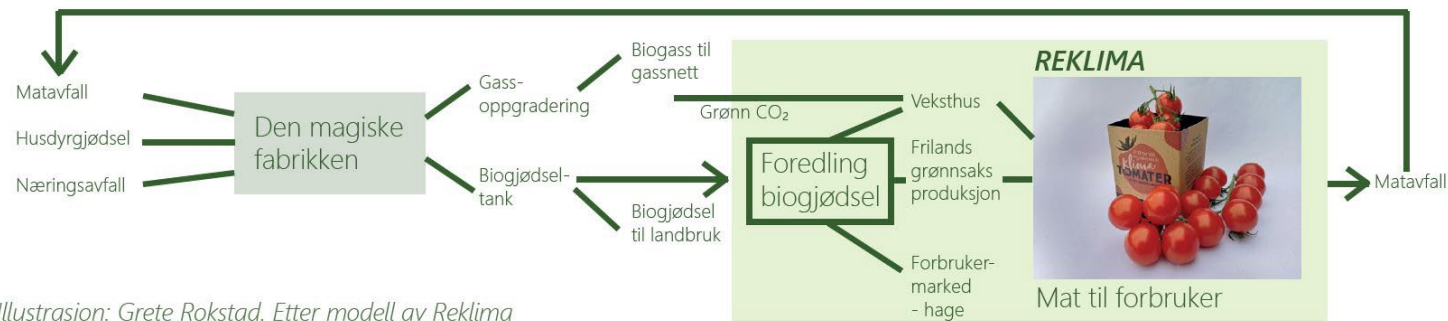 Matavfall
Husdyrgjødsel
Næringsavfall
Den magiske
fabrikken
Gass-
oppgradering
Biogjødsel-
tank
Biogass til
gassnett
Biogjødsel
til landbruk
Grønn CO₂
Foredling
biogjødsel
Veksthus
Frilands
grønnsaks
produksjon
Forbruker-
marked
- hage
REKLIMA
klima
TOMATER
Mat til forbruker
Matavfall
Illustrasjon: Grete Rokstad. Etter modell av Reklima